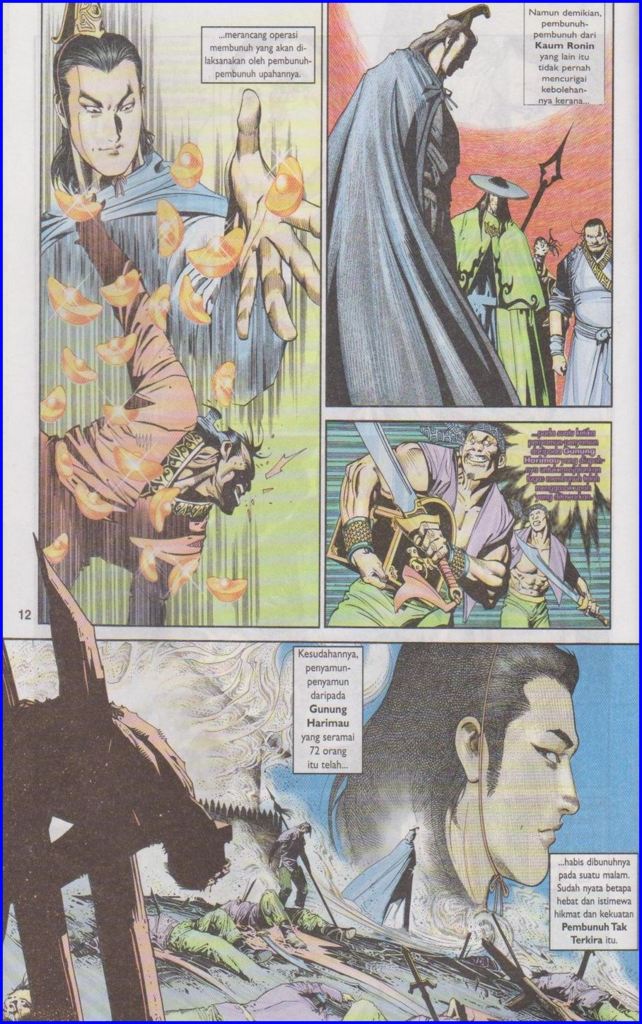 ...merancang operasi
membunuh yang akan di-
laksanakan oleh pembunuh-
pembunuh upahannya.
Namun demikian,
pembunuh-
pembunuh dari
Kaum Ronin
yang lain itu
tidak pernah
mencurigai
kebolehan-
nya kerana...
...pada suatu ketika
Gunung
Harimau
12
Kesudahannya,
penyamun-
penyamun
daripada
Gunung
Harimau
yang seramai
72 orang
itu telah...
...habis dibunuhnya
pada suatu malam.
Sudah nyata betapa
hebat dan istimewa
hikmat dan kekuatan
Pembunuh Tak
Terkira itu.